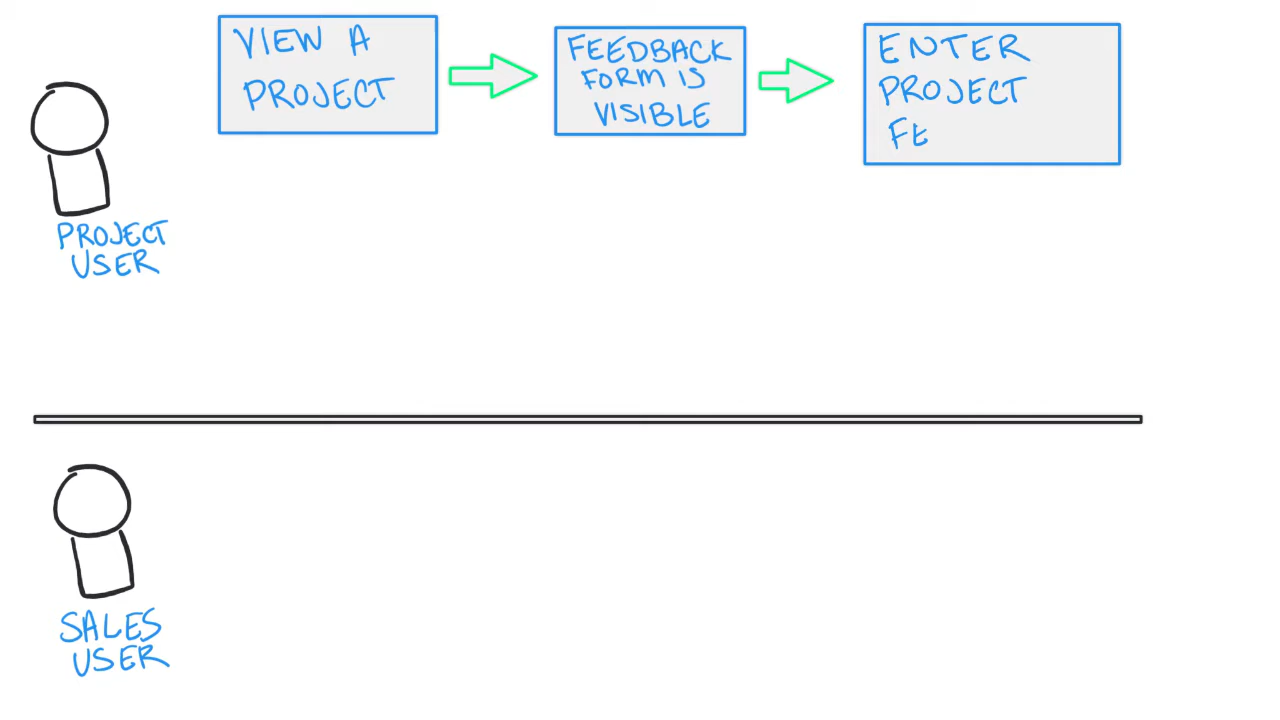 VIEW A
PROJECT
FEEDBACK
FORM IS
VISIBLE
ENTER
PROJECT
FE
PROJECT
USER
SALES
USER